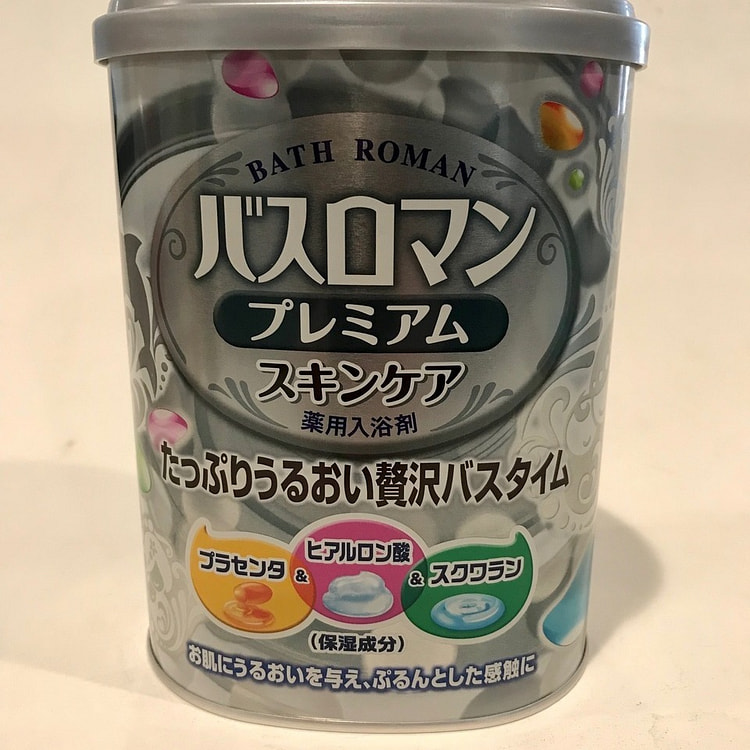 BATH ROMAN
バスロマン
プレミアム
スキンケア
薬用入浴剤
たっぷりうるおい贅沢バスタイム
プラセンタ & ヒアルロン酸 & スクワラン
(保湿成分)
お肌にうるおいを与え、ぷるんとした感触に